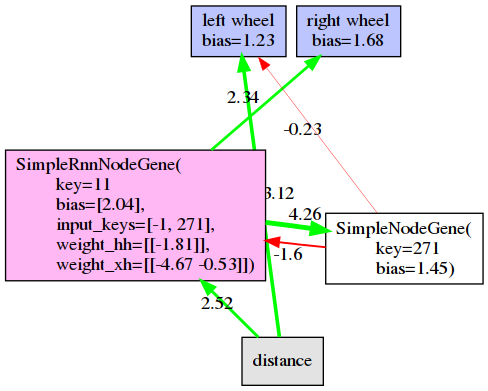 left wheel
bias=1.23
right wheel
bias=1.68
2.34
-0.23
SimpleRnnNodeGene(
key=11
bias=[2.04],
input_keys=[-1, 271],
weight_hh=[[-1.81]],
weight_xh=[[-4.67 -0.53]])
3.12
4.26
SimpleNodeGene(
key=271
bias=1.45)
-1.6
2.52
distance